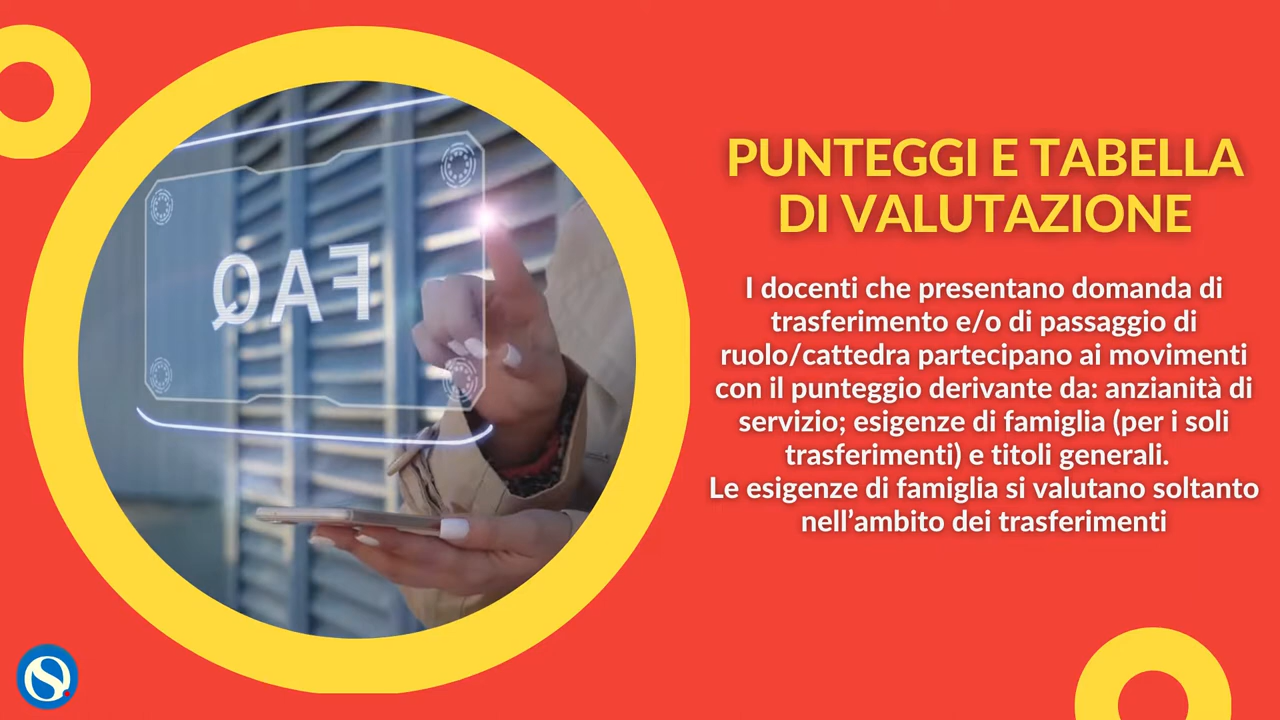 FAQ
PUNTEGGI E TABELLA
DI VALUTAZIONE
I docenti che presentano domanda di
trasferimento e/o di passaggio di
ruolo/cattedra partecipano ai movimenti
con il punteggio derivante da: anzianità di
servizio; esigenze di famiglia (per i soli
trasferimenti) e titoli generali.
Le esigenze di famiglia si valutano soltanto
nell’ambito dei trasferimenti
S